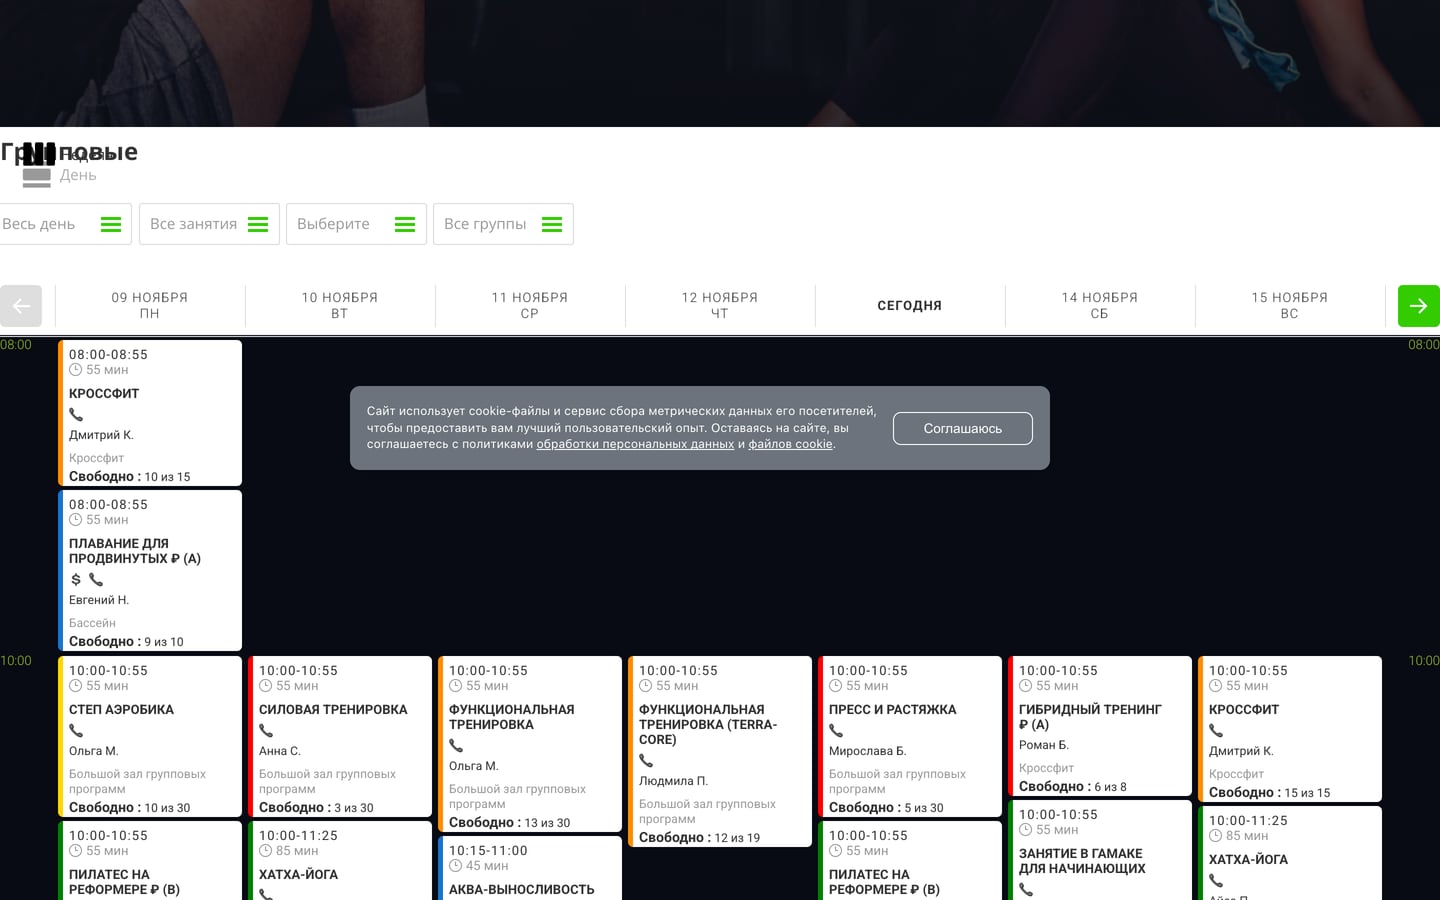 Групповые
Неделя
День
Весь день
Все занятия
Выберите
Все группы
09 НОЯБРЯ
ПН
10 НОЯБРЯ
ВТ
11 НОЯБРЯ
СР
12 НОЯБРЯ
ЧТ
СЕГОДНЯ
14 НОЯБРЯ
СБ
15 НОЯБРЯ
ВС
08:00
08:00
08:00-08:55
55 мин
КРОССФИТ
Дмитрий К.
Кроссфит
Свободно : 10 из 15
Сайт использует cookie-файлы и сервис сбора метрических данных его посетителей,
чтобы предоставить вам лучший пользовательский опыт. Оставаясь на сайте, вы
соглашаетесь с политиками обработки персональных данных и файлов cookie.
Соглашаюсь
08:00-08:55
55 мин
ПЛАВАНИЕ ДЛЯ
ПРОДВИНУТЫХ ₽ (А)
Евгений Н.
Бассейн
Свободно : 9 из 10
10:00
10:00
10:00-10:55
55 мин
СТЕП АЭРОБИКА
Ольга М.
Большой зал групповых
программ
Свободно : 10 из 30
10:00-10:55
55 мин
ПИЛАТЕС НА
РЕФОРМЕРЕ ₽ (В)
10:00-10:55
55 мин
СИЛОВАЯ ТРЕНИРОВКА
Анна С.
Большой зал групповых
программ
Свободно : 3 из 30
10:00-11:25
85 мин
ХАТХА-ЙОГА
10:00-10:55
55 мин
ФУНКЦИОНАЛЬНАЯ
ТРЕНИРОВКА
Ольга М.
Большой зал групповых
программ
Свободно : 13 из 30
10:15-11:00
45 мин
АКВА-ВЫНОСЛИВОСТЬ
10:00-10:55
55 мин
ФУНКЦИОНАЛЬНАЯ
ТРЕНИРОВКА (TERRA-
CORE)
Людмила П.
Большой зал групповых
программ
Свободно : 12 из 19
10:00-10:55
55 мин
ПРЕСС И РАСТЯЖКА
Мирослава Б.
Большой зал групповых
программ
Свободно : 5 из 30
10:00-10:55
55 мин
ПИЛАТЕС НА
РЕФОРМЕРЕ ₽ (В)
10:00-10:55
55 мин
ГИБРИДНЫЙ ТРЕНИНГ
₽ (А)
Роман Б.
Кроссфит
Свободно : 6 из 8
10:00-10:55
55 мин
ЗАНЯТИЕ В ГАМАКЕ
ДЛЯ НАЧИНАЮЩИХ
10:00-10:55
55 мин
КРОССФИТ
Дмитрий К.
Кроссфит
Свободно : 15 из 15
10:00-11:25
85 мин
ХАТХА-ЙОГА